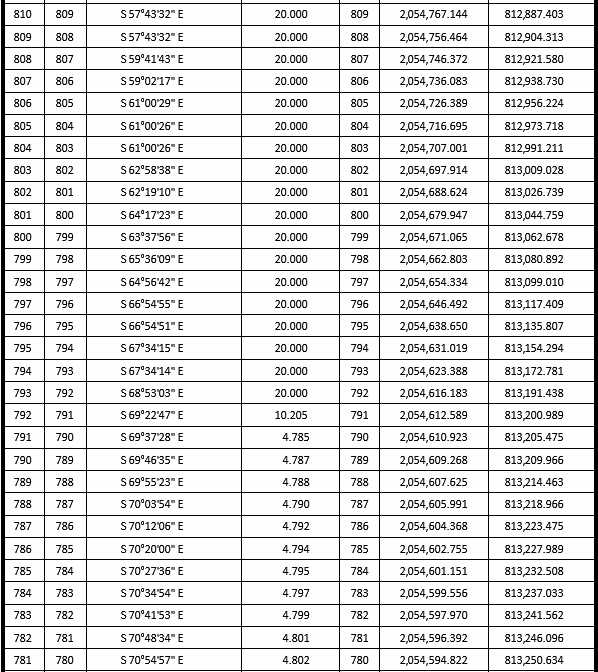 810 809 S 57°43'32" E 20.000 809 2,054,767.144 812,887.403
809 808 S 57°43'32" E 20.000 808 2,054,756.464 812,904.313
808 807 S 59°41'43" E 20.000 807 2,054,746.372 812,921.580
807 806 S 59°02'17" E 20.000 806 2,054,736.083 812,938.730
806 805 S 61°00'29" E 20.000 805 2,054,726.389 812,956.224
805 804 S 61°00'26" E 20.000 804 2,054,716.695 812,973.718
804 803 S 61°00'26" E 20.000 803 2,054,707.001 812,991.211
803 802 S 62°58'38" E 20.000 802 2,054,697.914 813,009.028
802 801 S 62°19'10" E 20.000 801 2,054,688.624 813,026.739
801 800 S 64°17'23" E 20.000 800 2,054,679.947 813,044.759
800 799 S 63°37'56" E 20.000 799 2,054,671.065 813,062.678
799 798 S 65°36'09" E 20.000 798 2,054,662.803 813,080.892
798 797 S 64°56'42" E 20.000 797 2,054,654.334 813,099.010
797 796 S 66°54'55" E 20.000 796 2,054,646.492 813,117.409
796 795 S 66°54'51" E 20.000 795 2,054,638.650 813,135.807
795 794 S 67°34'15" E 20.000 794 2,054,631.019 813,154.294
794 793 S 67°34'14" E 20.000 793 2,054,623.388 813,172.781
793 792 S 68°53'03" E 20.000 792 2,054,616.183 813,191.438
792 791 S 69°22'47" E 10.205 791 2,054,612.589 813,200.989
791 790 S 69°37'28" E 4.785 790 2,054,610.923 813,205.475
790 789 S 69°46'35" E 4.787 789 2,054,609.268 813,209.966
789 788 S 69°55'23" E 4.788 788 2,054,607.625 813,214.463
788 787 S 70°03'54" E 4.790 787 2,054,605.991 813,218.966
787 786 S 70°12'06" E 4.792 786 2,054,604.368 813,223.475
786 785 S 70°20'00" E 4.794 785 2,054,602.755 813,227.989
785 784 S 70°27'36" E 4.795 784 2,054,601.151 813,232.508
784 783 S 70°34'54" E 4.797 783 2,054,599.556 813,237.033
783 782 S 70°41'53" E 4.799 782 2,054,597.970 813,241.562
782 781 S 70°48'34" E 4.801 781 2,054,596.392 813,246.096
781 780 S 70°54'57" E 4.802 780 2,054,594.822 813,250.634